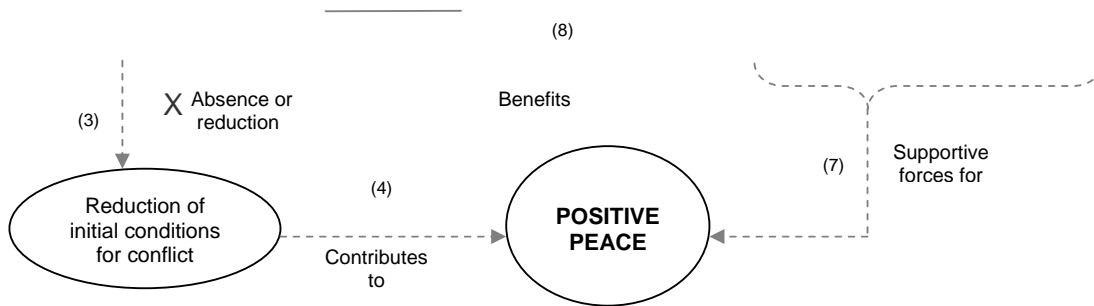 (8)
X Absence or
reduction
Benefits
(3)
Supportive
forces for
(7)
(4)
Reduction of
initial conditions
for conflict
POSITIVE
PEACE
Contributes
to